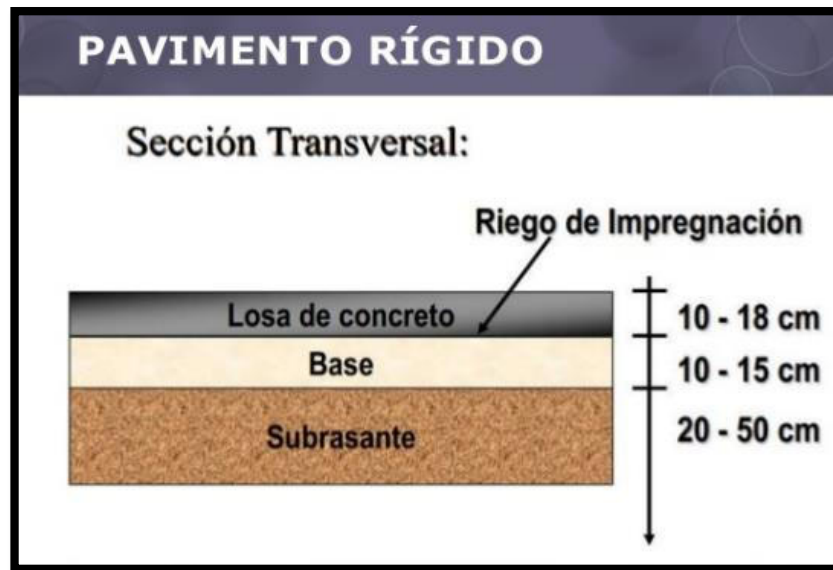 PAVIMENTO RÍGIDO
Sección Transversal:
Riego de Impregnación
Losa de concreto
10 - 18 cm
Base
10 - 15 cm
Subrasante
20 - 50 cm